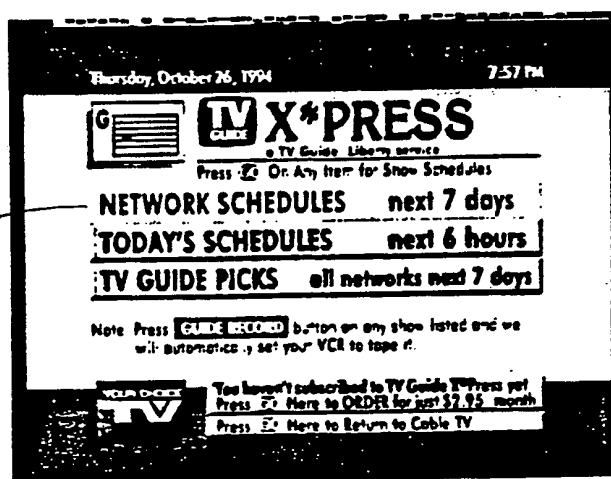 Thursday, October 26, 1994 7:57 PM
G
TV GUIDE X*PRESS
a TV Guide Liberty service
Press On Any Item for Show Schedules
NETWORK SCHEDULES next 7 days
TODAY'S SCHEDULES next 6 hours
TV GUIDE PICKS all networks next 7 days
Note Press GUIDE RECORD button on any show listed and we
will automatically set your VCR to tape it.
YOUR CHOICE TV
You haven't subscribed to TV Guide X*Press yet
Press Here to ORDER for just $2.95 month
Press Here to Return to Cable TV